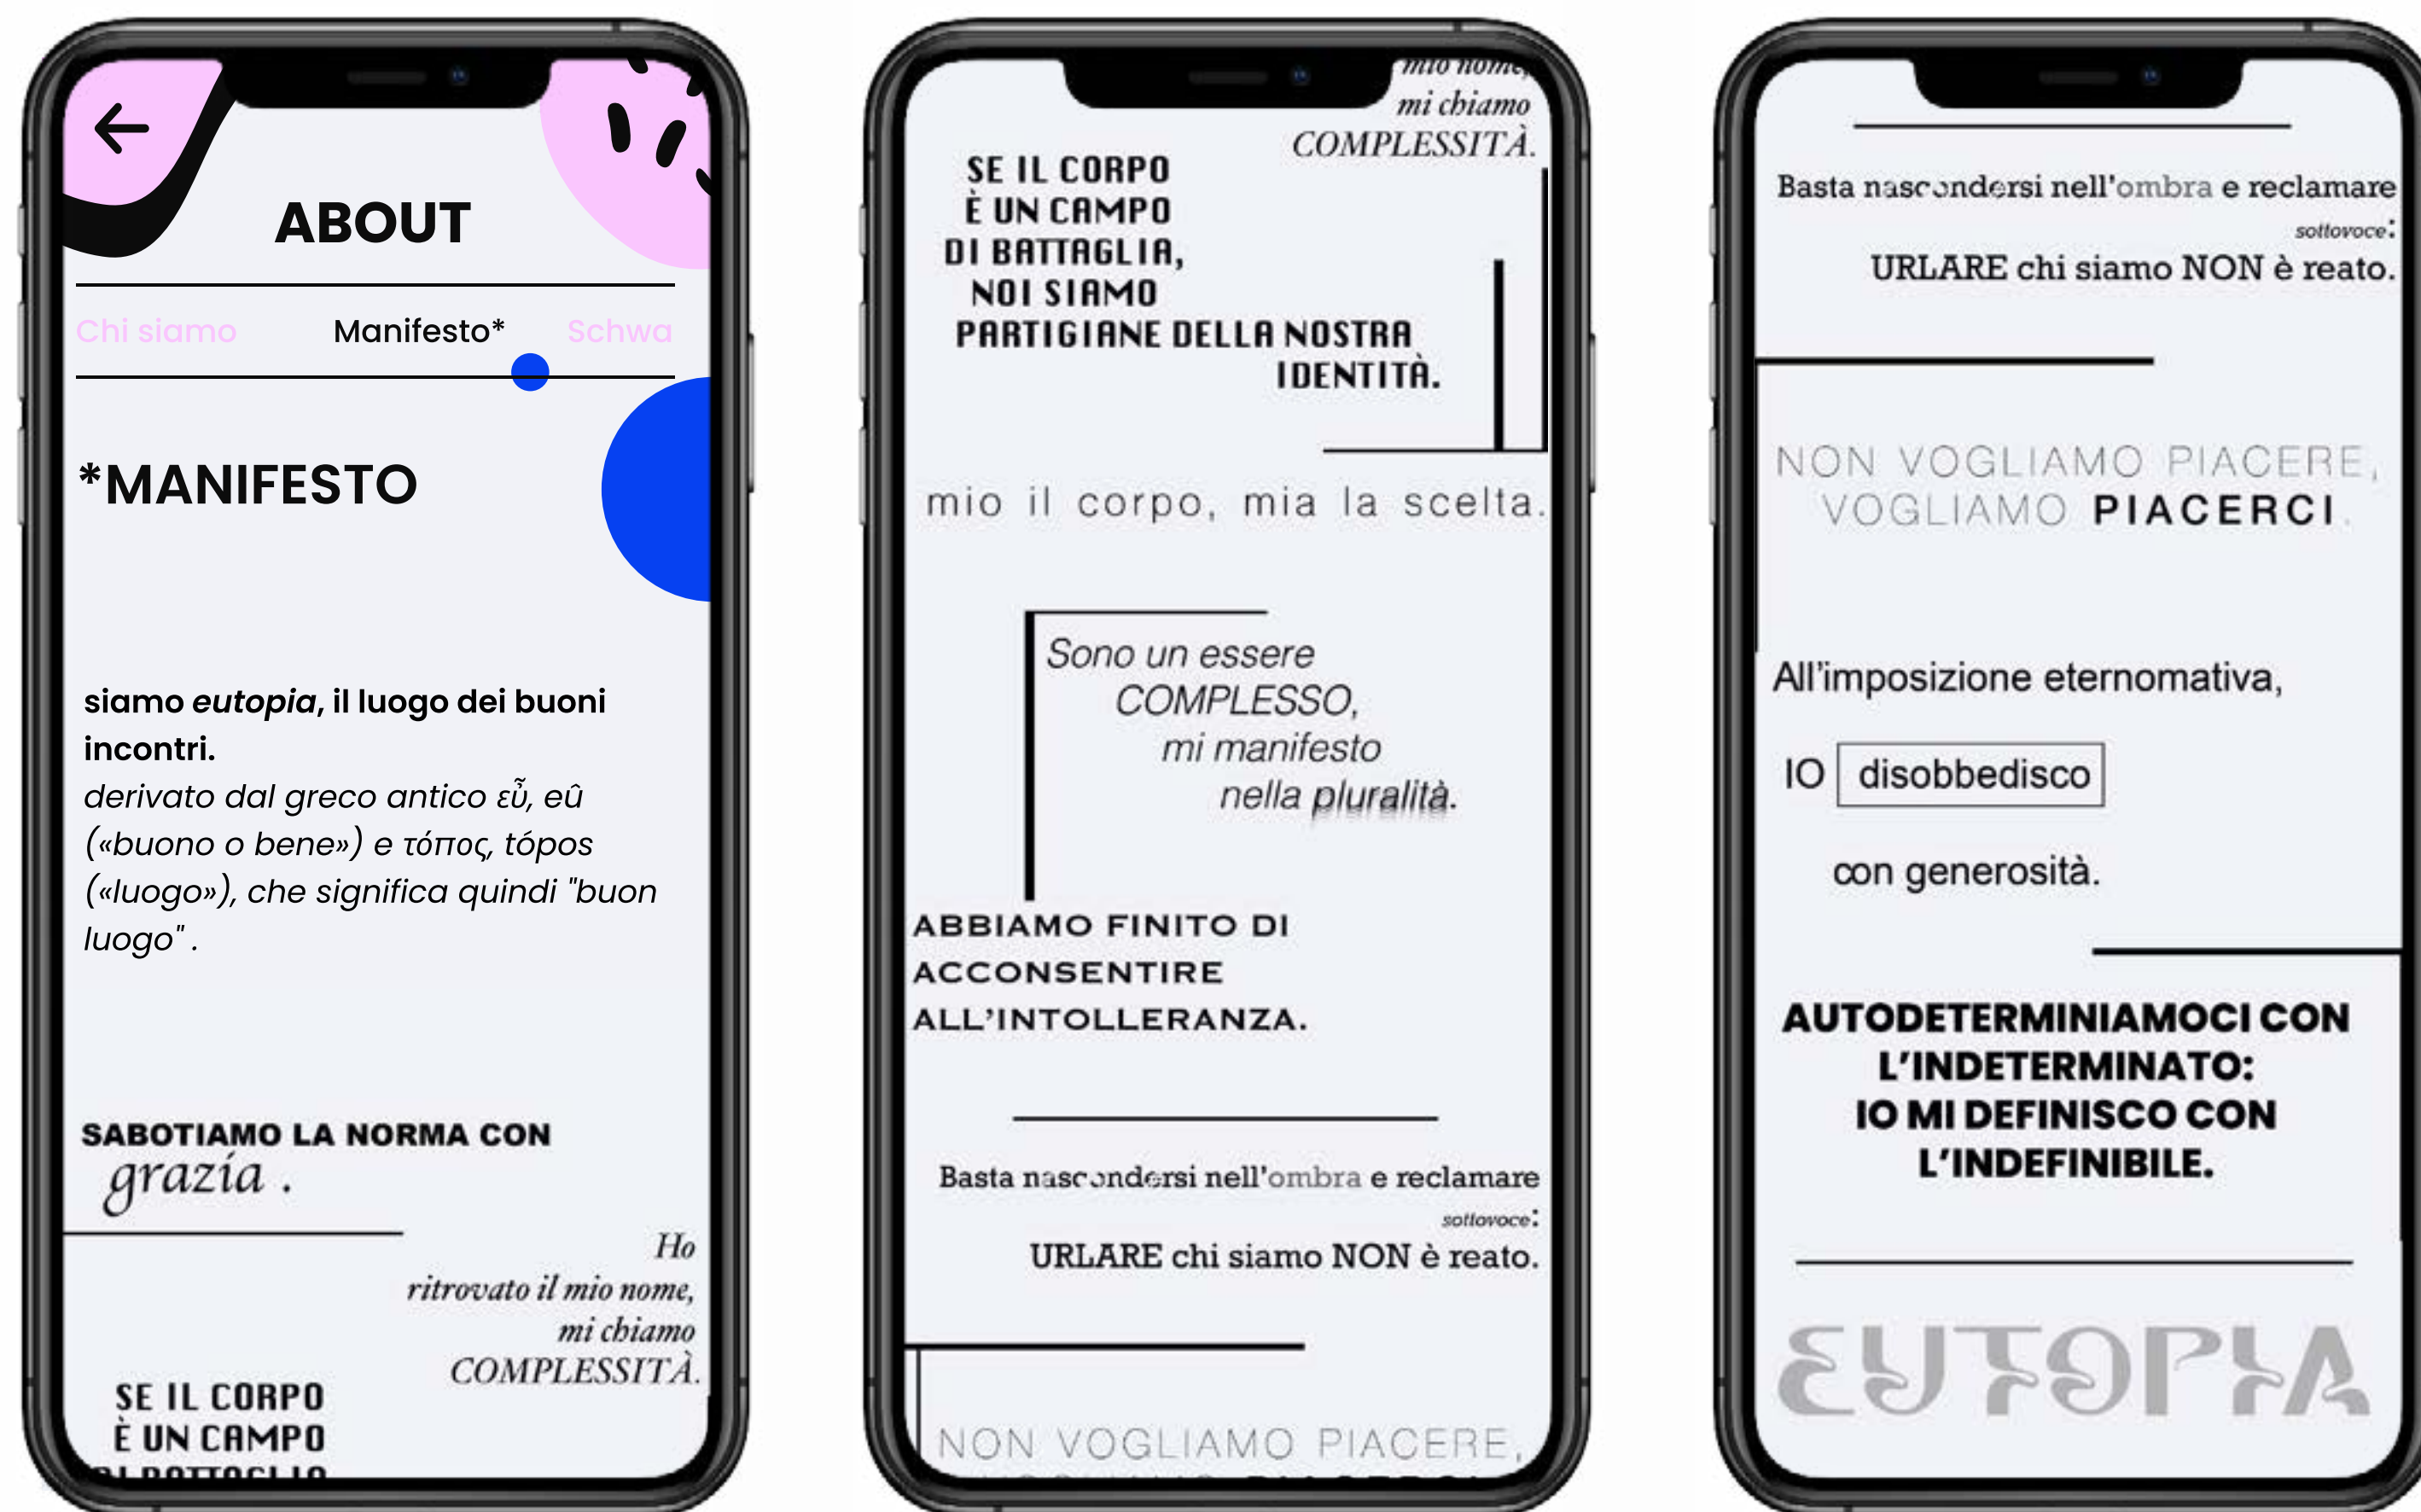 ABOUT
Chi siamo
Manifesto*
Schwa
*MANIFESTO
siamo eutopia, il luogo dei buoni
incontri.
derivato dal greco antico εὖ, eû
(«buono o bene») e τόπος, tópos
(«luogo»), che significa quindi "buon
luogo" .
SABOTIAMO LA NORMA CON
grazia .
Ho
ritrovato il mio nome,
mi chiamo
COMPLESSITÀ.
SE IL CORPO
È UN CAMPO
DI BATTAGLIA
mio nome,
mi chiamo
COMPLESSITÀ.
SE IL CORPO
È UN CAMPO
DI BATTAGLIA,
NOI SIAMO
PARTIGIANE DELLA NOSTRA
IDENTITÀ.
mio il corpo, mia la scelta.
Sono un essere
COMPLESSO,
mi manifesto
nella pluralità.
ABBIAMO FINITO DI
ACCONSENTIRE
ALL'INTOLLERANZA.
Basta nascondersi nell'ombra e reclamare
sottovoce:
URLARE chi siamo NON è reato.
NON VOGLIAMO PIACERE,
Basta nascondersi nell'ombra e reclamare
sottovoce:
URLARE chi siamo NON è reato.
NON VOGLIAMO PIACERE,
VOGLIAMO PIACERCI.
All'imposizione eternomativa,
IO disobbedisco
con generosità.
AUTODETERMINIAMOCI CON
L'INDETERMINATO:
IO MI DEFINISCO CON
L'INDEFINIBILE.
EUTOPIA